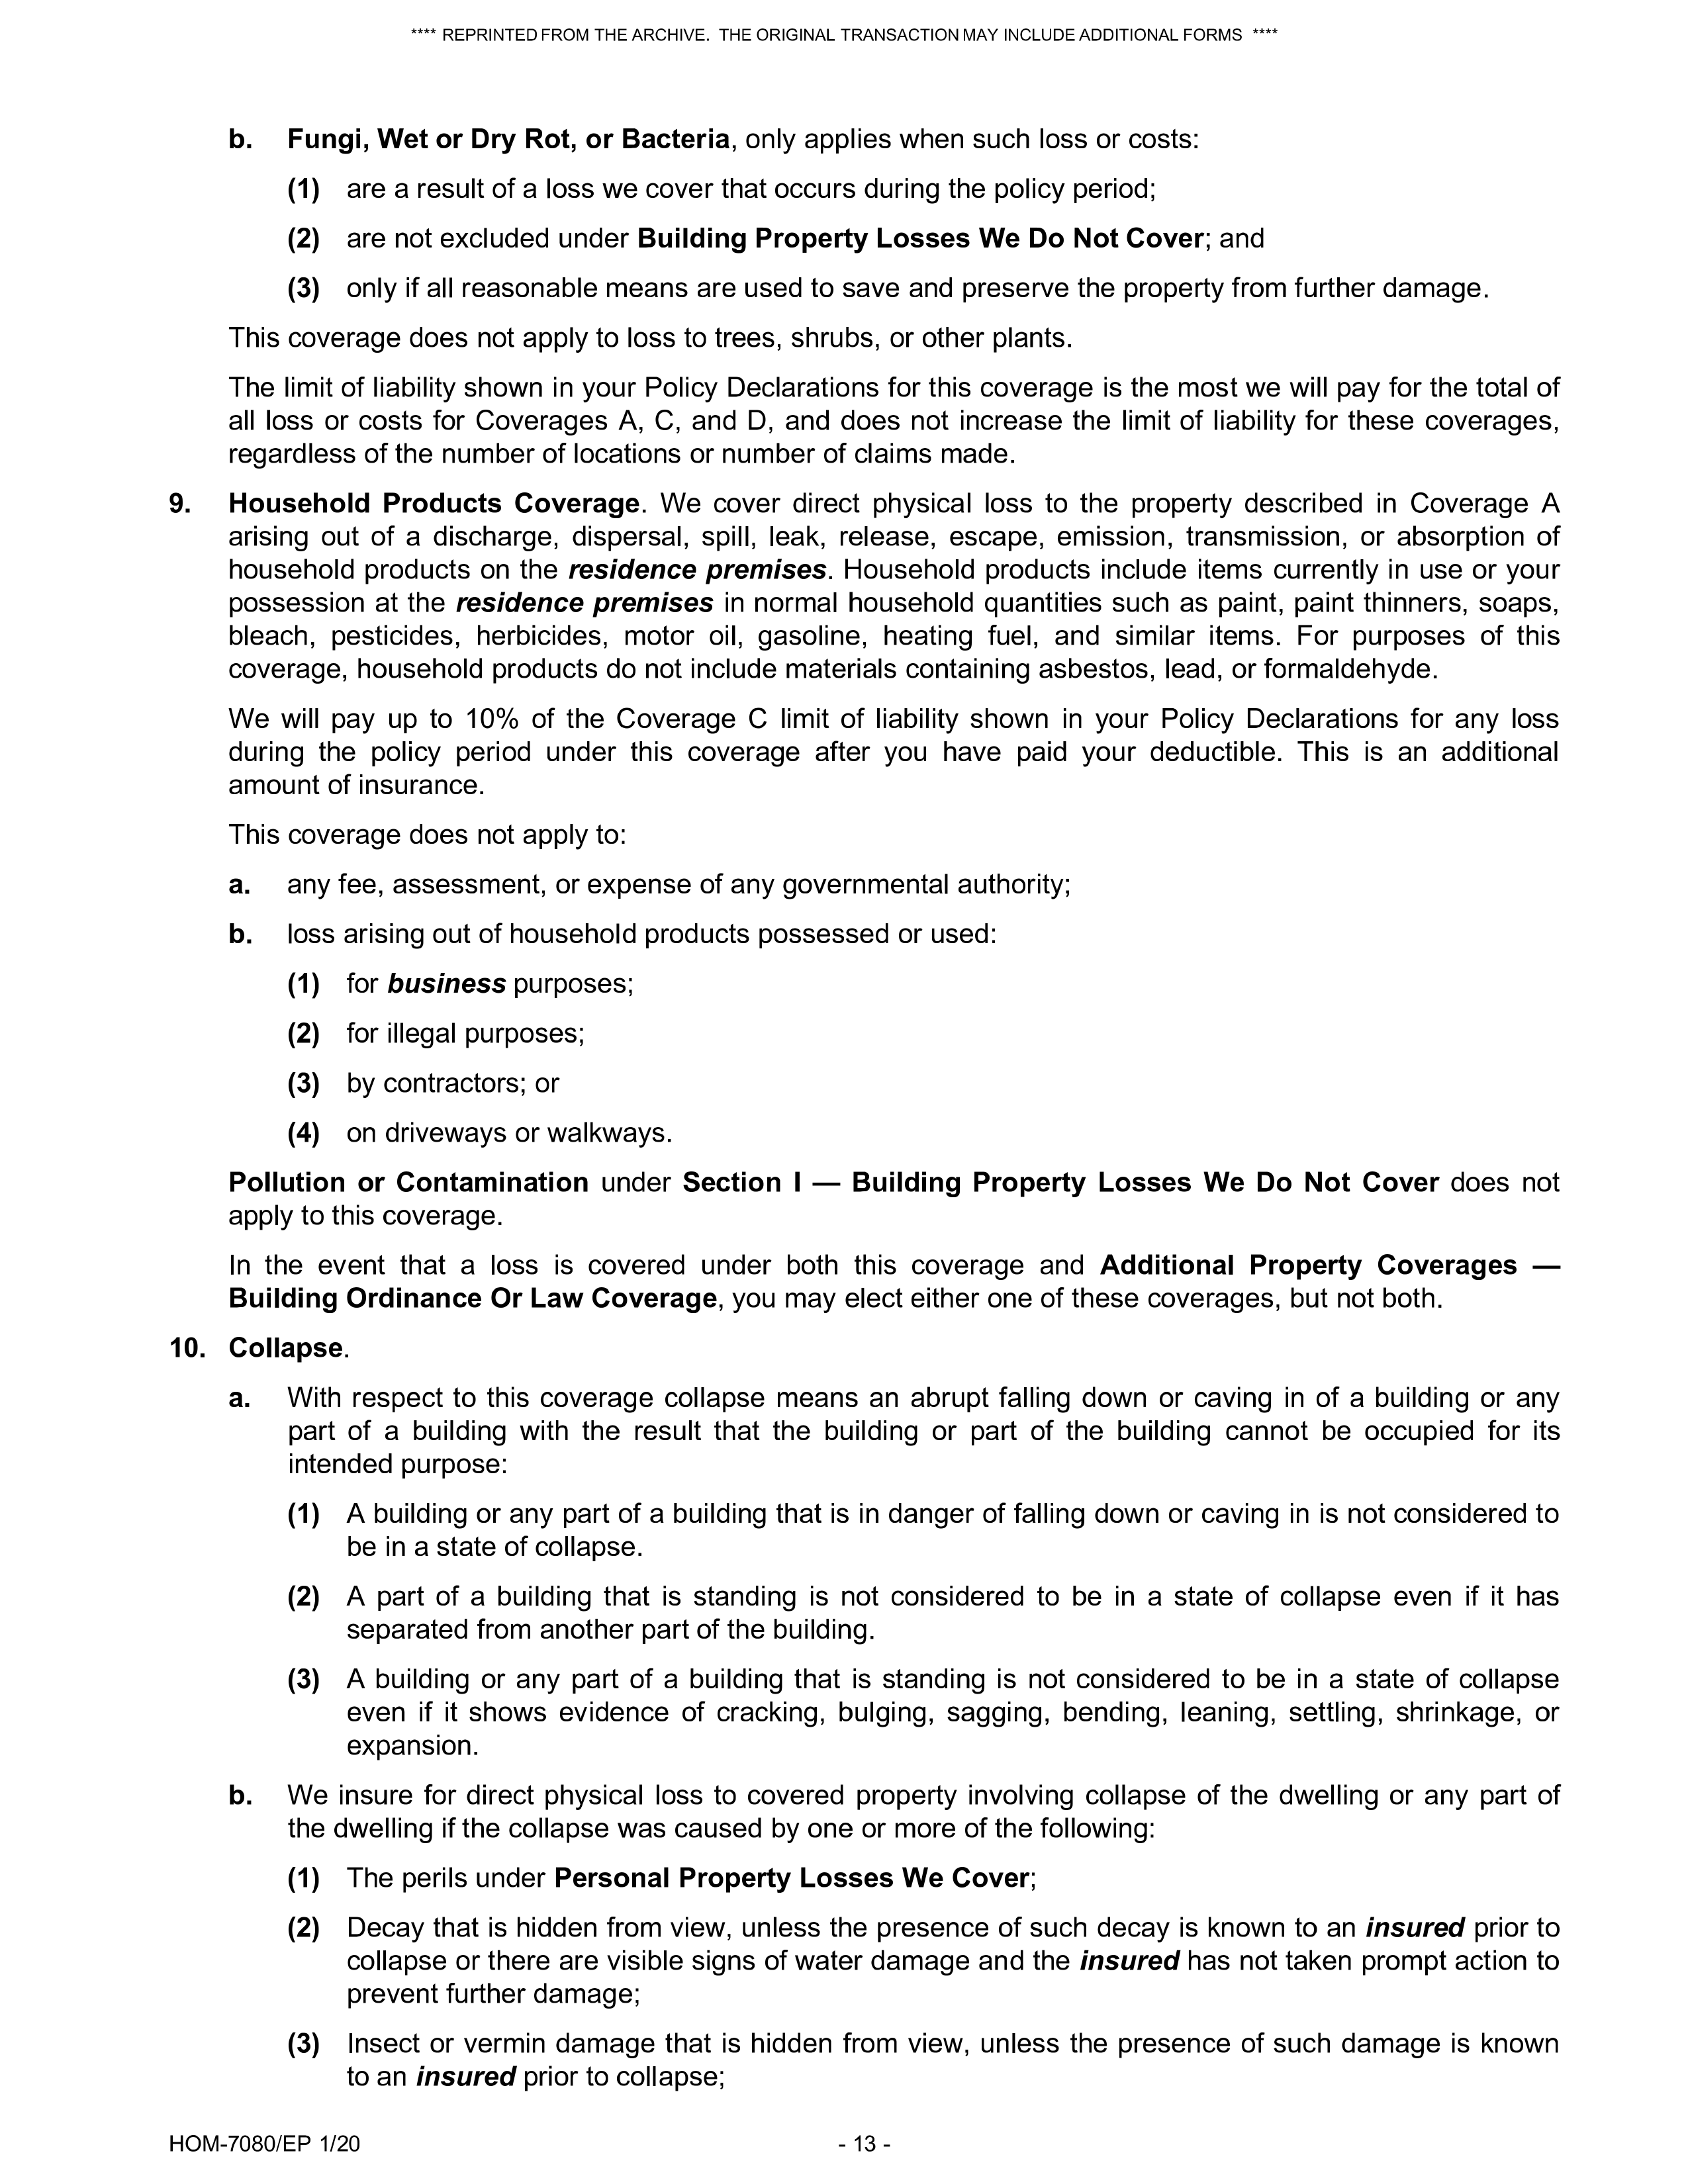 **** REPRINTED FROM THE ARCHIVE. THE ORIGINAL TRANSACTION MAY INCLUDE ADDITIONAL FORMS ****
b. Fungi, Wet or Dry Rot, or Bacteria, only applies when such loss or costs:
(1) are a result of a loss we cover that occurs during the policy period;
(2) are not excluded under Building Property Losses We Do Not Cover; and
(3) only if all reasonable means are used to save and preserve the property from further damage.
This coverage does not apply to loss to trees, shrubs, or other plants.
The limit of liability shown in your Policy Declarations for this coverage is the most we will pay for the total of
all loss or costs for Coverages A, C, and D, and does not increase the limit of liability for these coverages,
regardless of the number of locations or number of claims made.
9. Household Products Coverage. We cover direct physical loss to the property described in Coverage A
arising out of a discharge, dispersal, spill, leak, release, escape, emission, transmission, or absorption of
household products on the residence premises. Household products include items currently in use or your
possession at the residence premises in normal household quantities such as paint, paint thinners, soaps,
bleach, pesticides, herbicides, motor oil, gasoline, heating fuel, and similar items. For purposes of this
coverage, household products do not include materials containing asbestos, lead, or formaldehyde.
We will pay up to 10% of the Coverage C limit of liability shown in your Policy Declarations for any loss
during the policy period under this coverage after you have paid your deductible. This is an additional
amount of insurance.
This coverage does not apply to:
a. any fee, assessment, or expense of any governmental authority;
b. loss arising out of household products possessed or used:
(1) for business purposes;
(2) for illegal purposes;
(3) by contractors; or
(4) on driveways or walkways.
Pollution or Contamination under Section I — Building Property Losses We Do Not Cover does not
apply to this coverage.
In the event that a loss is covered under both this coverage and Additional Property Coverages —
Building Ordinance Or Law Coverage, you may elect either one of these coverages, but not both.
10. Collapse.
a. With respect to this coverage collapse means an abrupt falling down or caving in of a building or any
part of a building with the result that the building or part of the building cannot be occupied for its
intended purpose:
(1) A building or any part of a building that is in danger of falling down or caving in is not considered to
be in a state of collapse.
(2) A part of a building that is standing is not considered to be in a state of collapse even if it has
separated from another part of the building.
(3) A building or any part of a building that is standing is not considered to be in a state of collapse
even if it shows evidence of cracking, bulging, sagging, bending, leaning, settling, shrinkage, or
expansion.
b. We insure for direct physical loss to covered property involving collapse of the dwelling or any part of
the dwelling if the collapse was caused by one or more of the following:
(1) The perils under Personal Property Losses We Cover;
(2) Decay that is hidden from view, unless the presence of such decay is known to an insured prior to
collapse or there are visible signs of water damage and the insured has not taken prompt action to
prevent further damage;
(3) Insect or vermin damage that is hidden from view, unless the presence of such damage is known
to an insured prior to collapse;
HOM-7080/EP 1/20
- 13 -